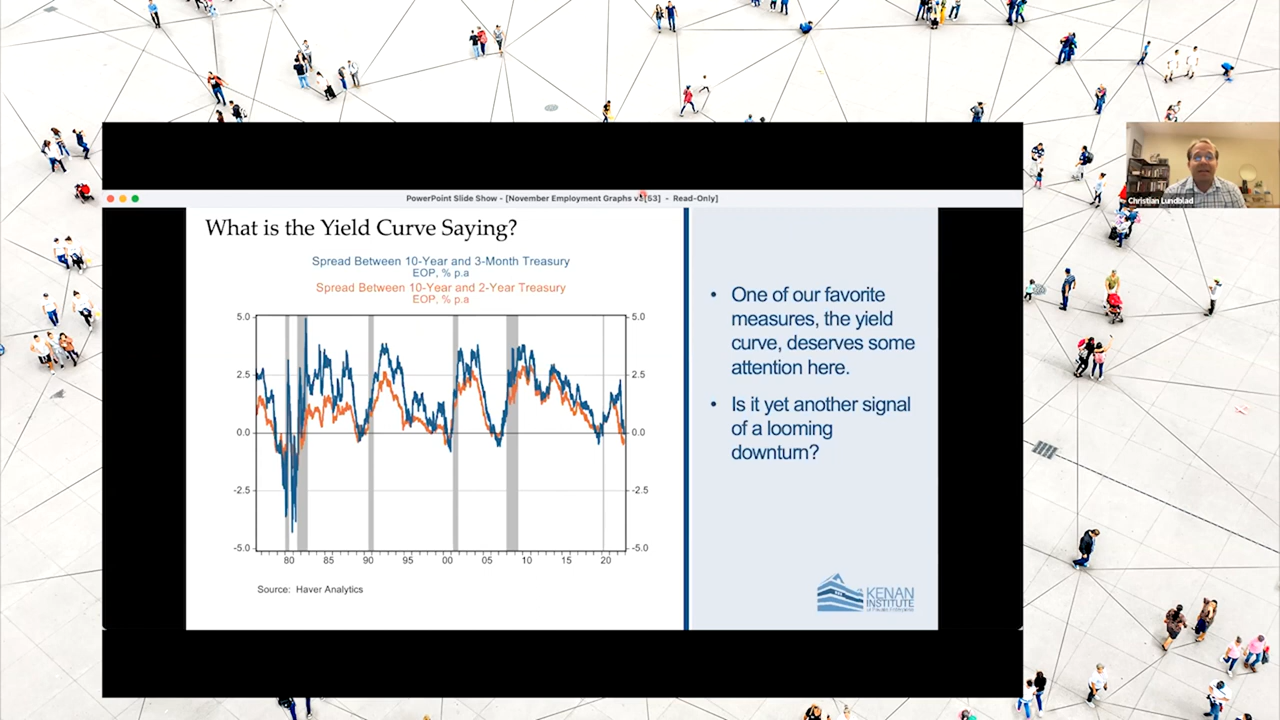 PowerPoint Slide Show - [November Employment Graphs v3[53] - Read-Only]
What is the Yield Curve Saying?
Spread Between 10-Year and 3-Month Treasury
EOP, % p.a
Spread Between 10-Year and 2-Year Treasury
EOP, % p.a
5.0 5.0
2.5 2.5
0.0 0.0
-2.5 -2.5
-5.0 -5.0
80 85 90 95 00 05 10 15 20
Source: Haver Analytics
• One of our favorite
measures, the yield
curve, deserves some
attention here.
• Is it yet another signal
of a looming
downturn?
KENAN
INSTITUTE
Christian Lundblad